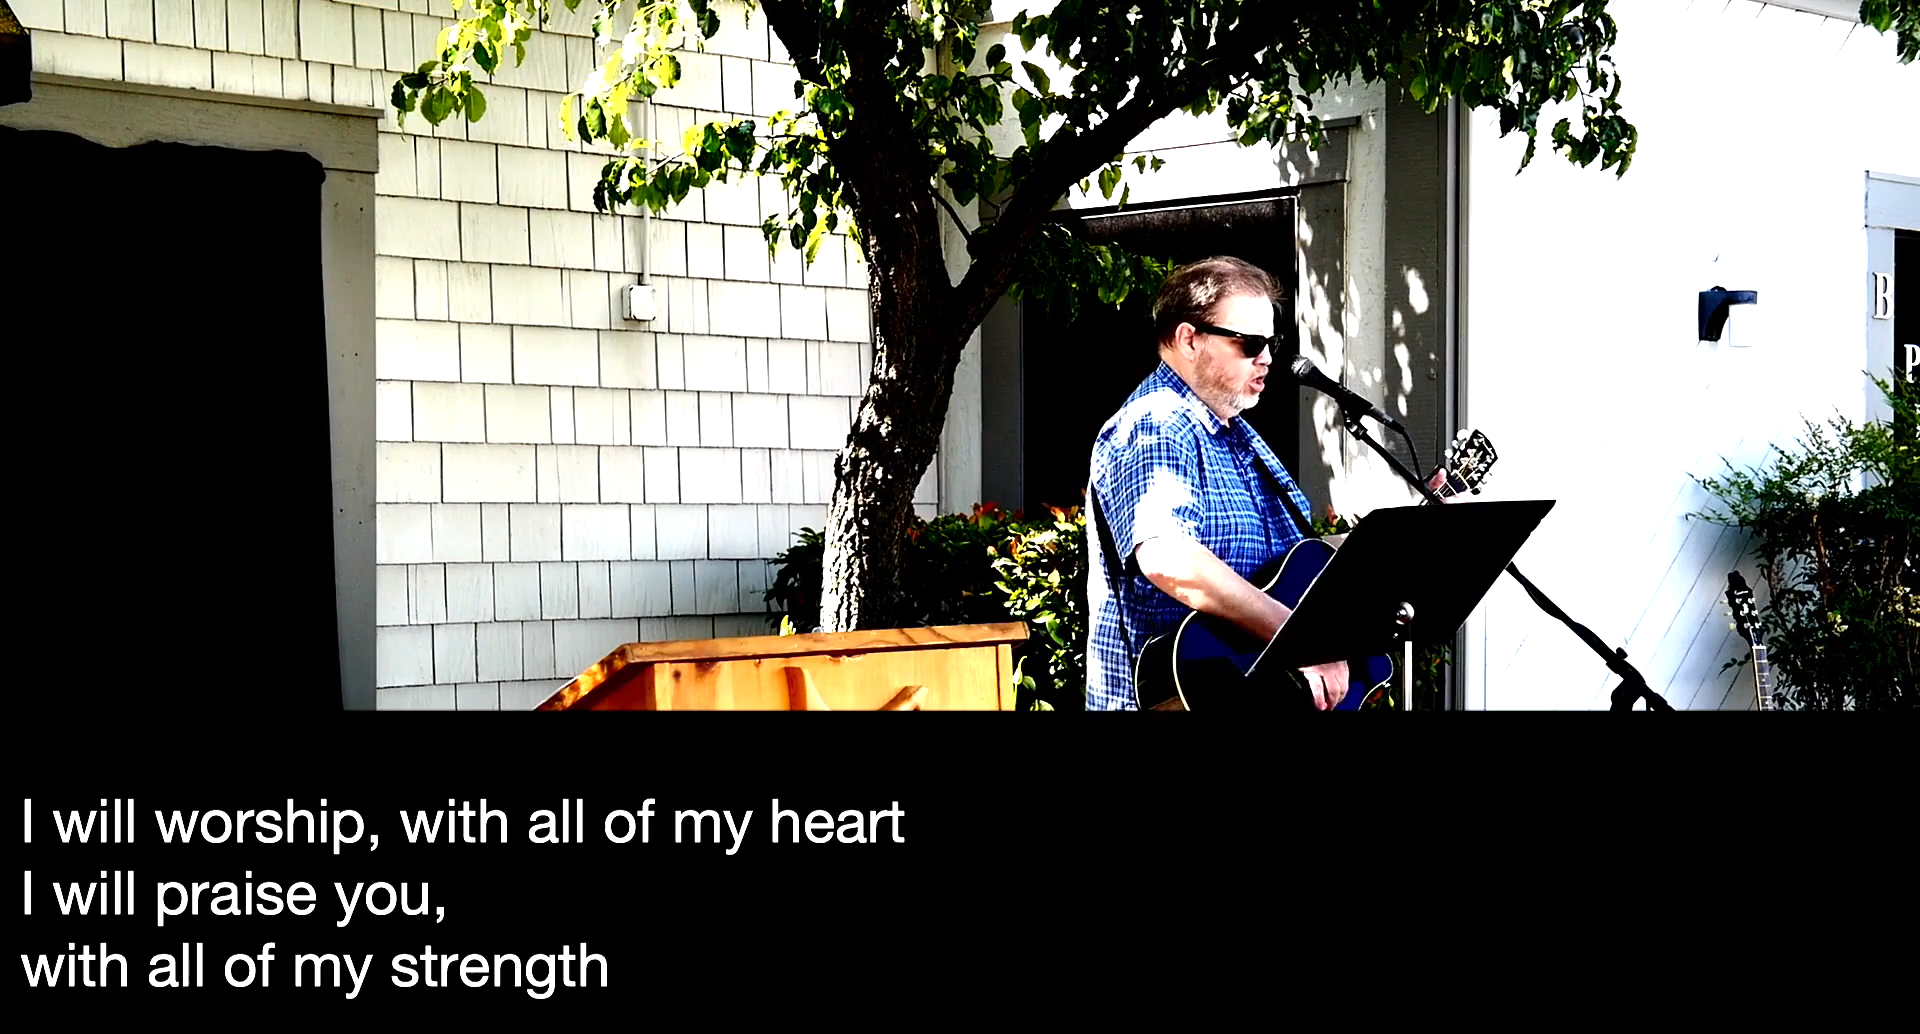 B
P
I will worship, with all of my heart
I will praise you,
with all of my strength